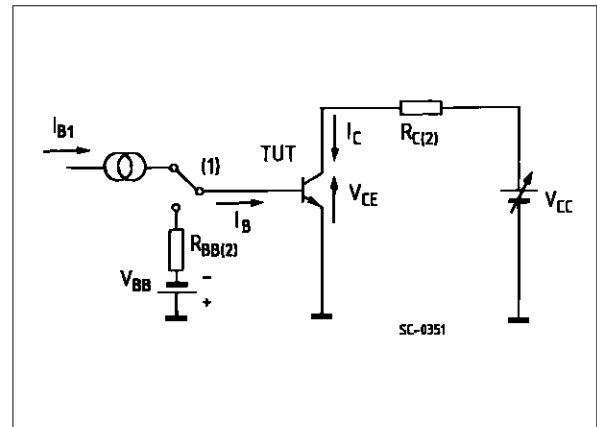 I_B1
(1)
TUT
I_C
R_C(2)
I_B
V_CE
V_CC
R_BB(2)
V_BB
-
+
SC-0351